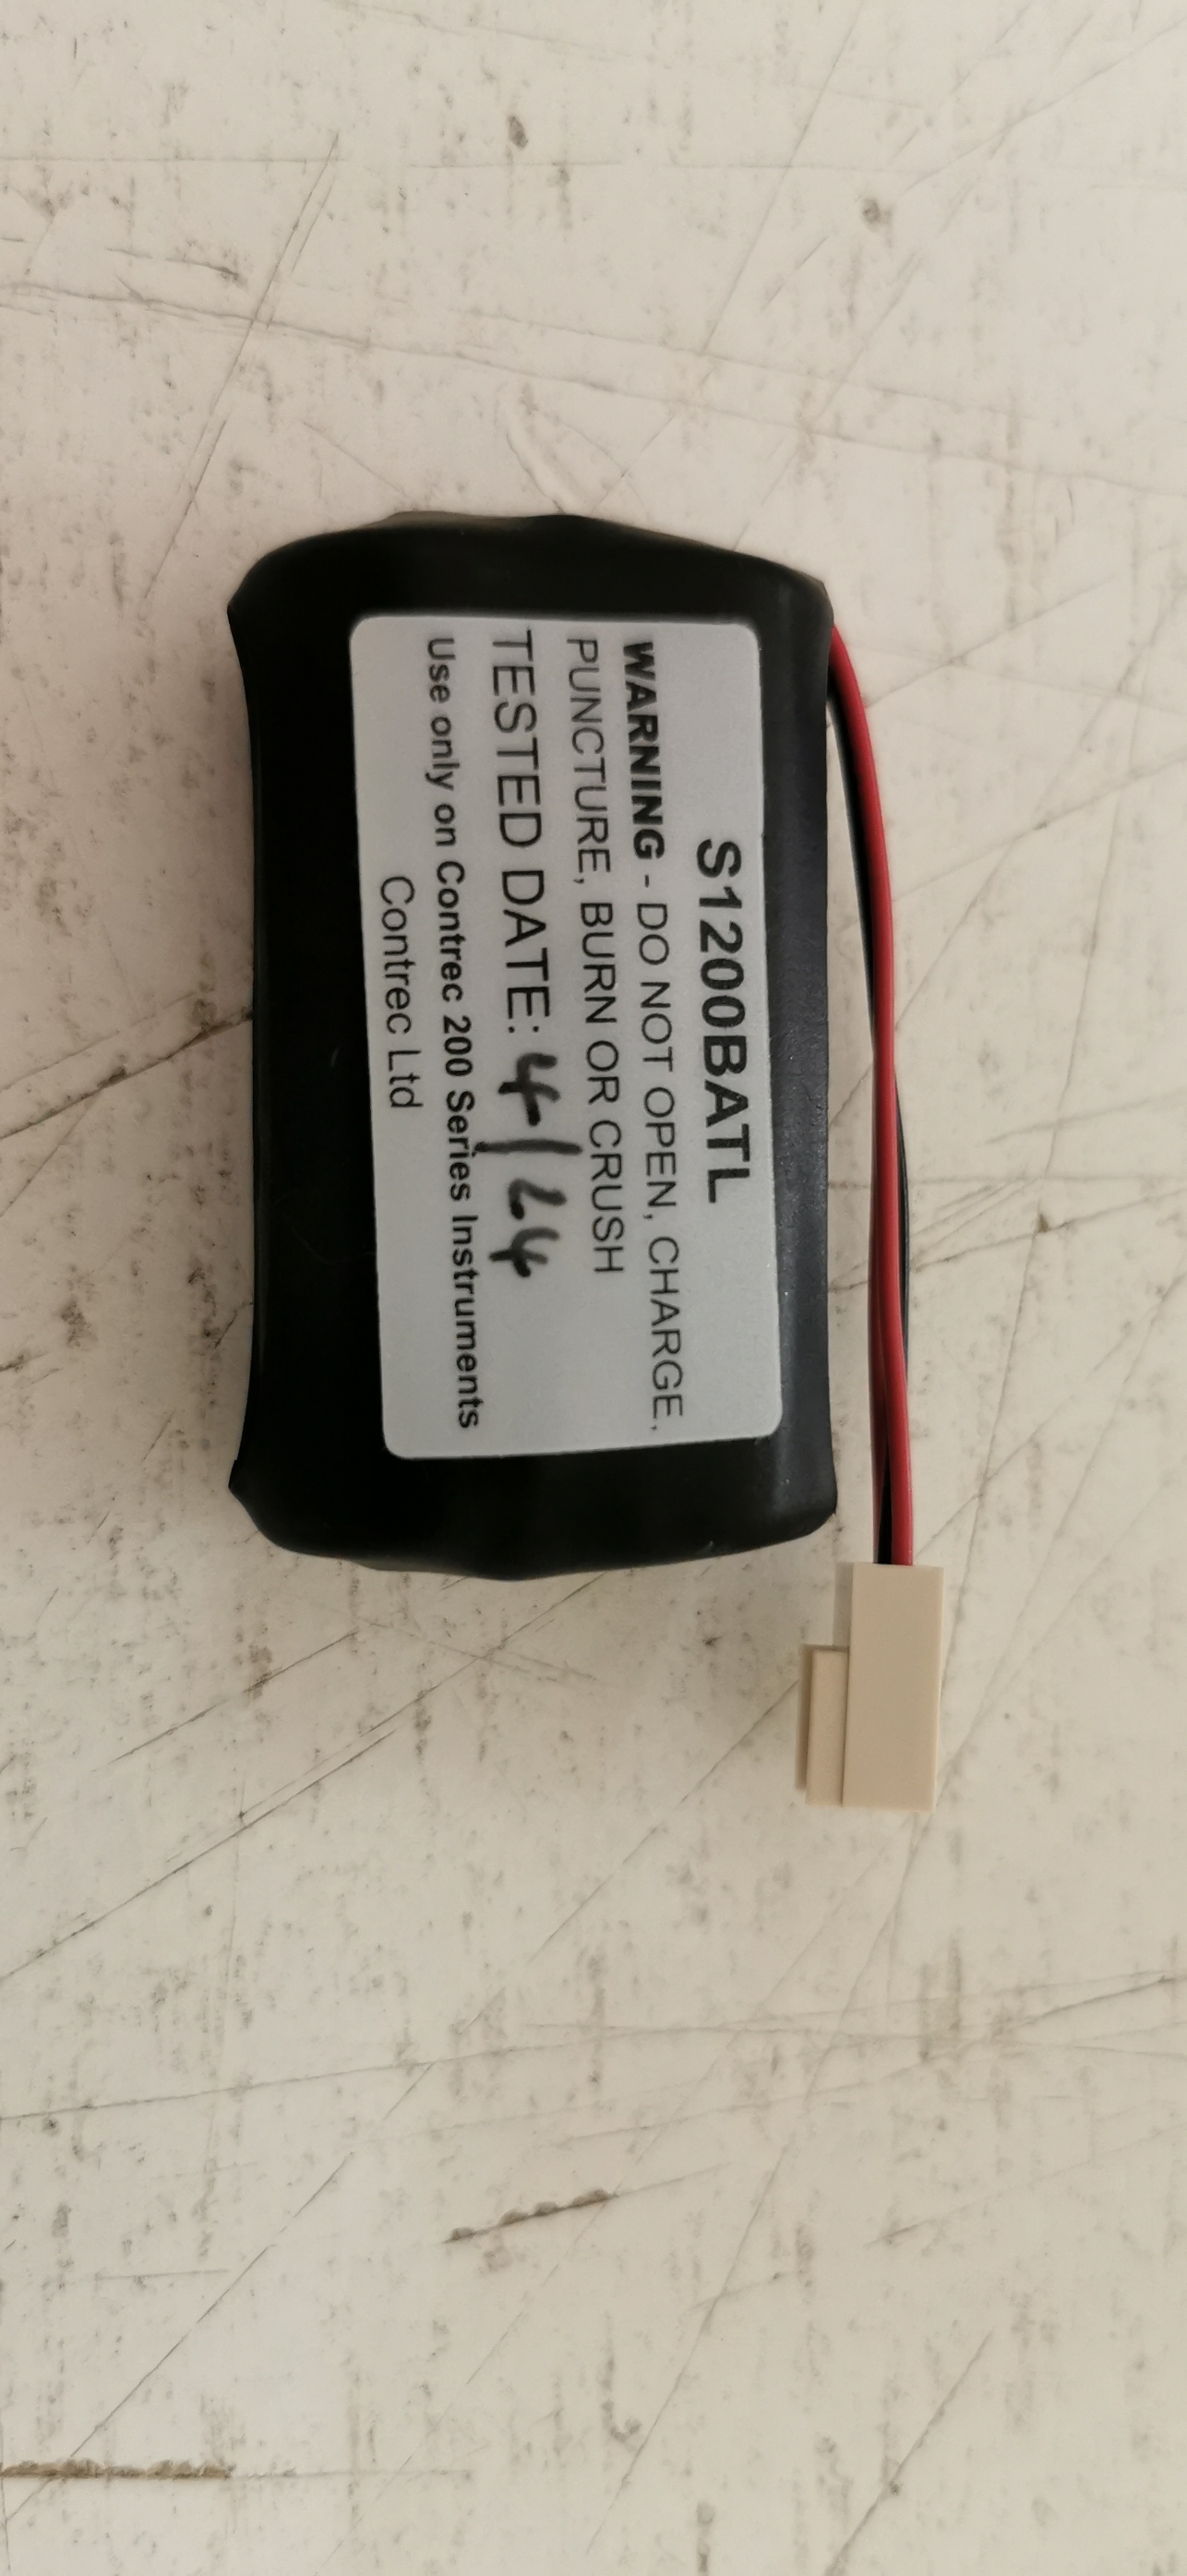 S1200BATL
WARNING - DO NOT OPEN, CHARGE,
PUNCTURE, BURN OR CRUSH
TESTED DATE: 4/24
Use only on Contrec 200 Series Instruments
Contrec Ltd